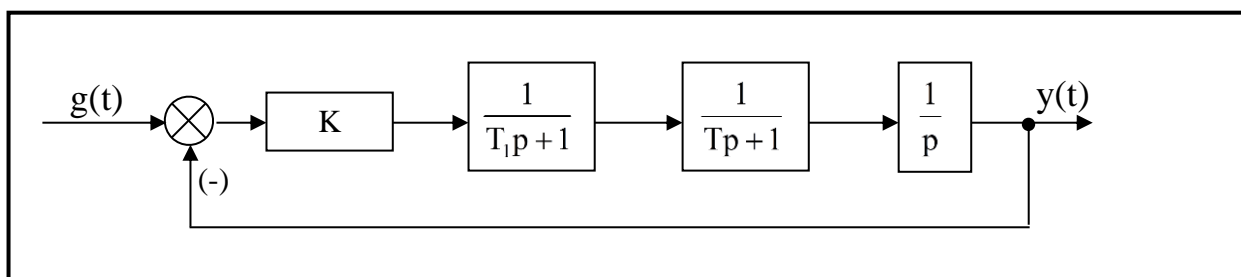 g(t)
K
1
T₁p + 1
1
Tp + 1
1
p
y(t)
(-)